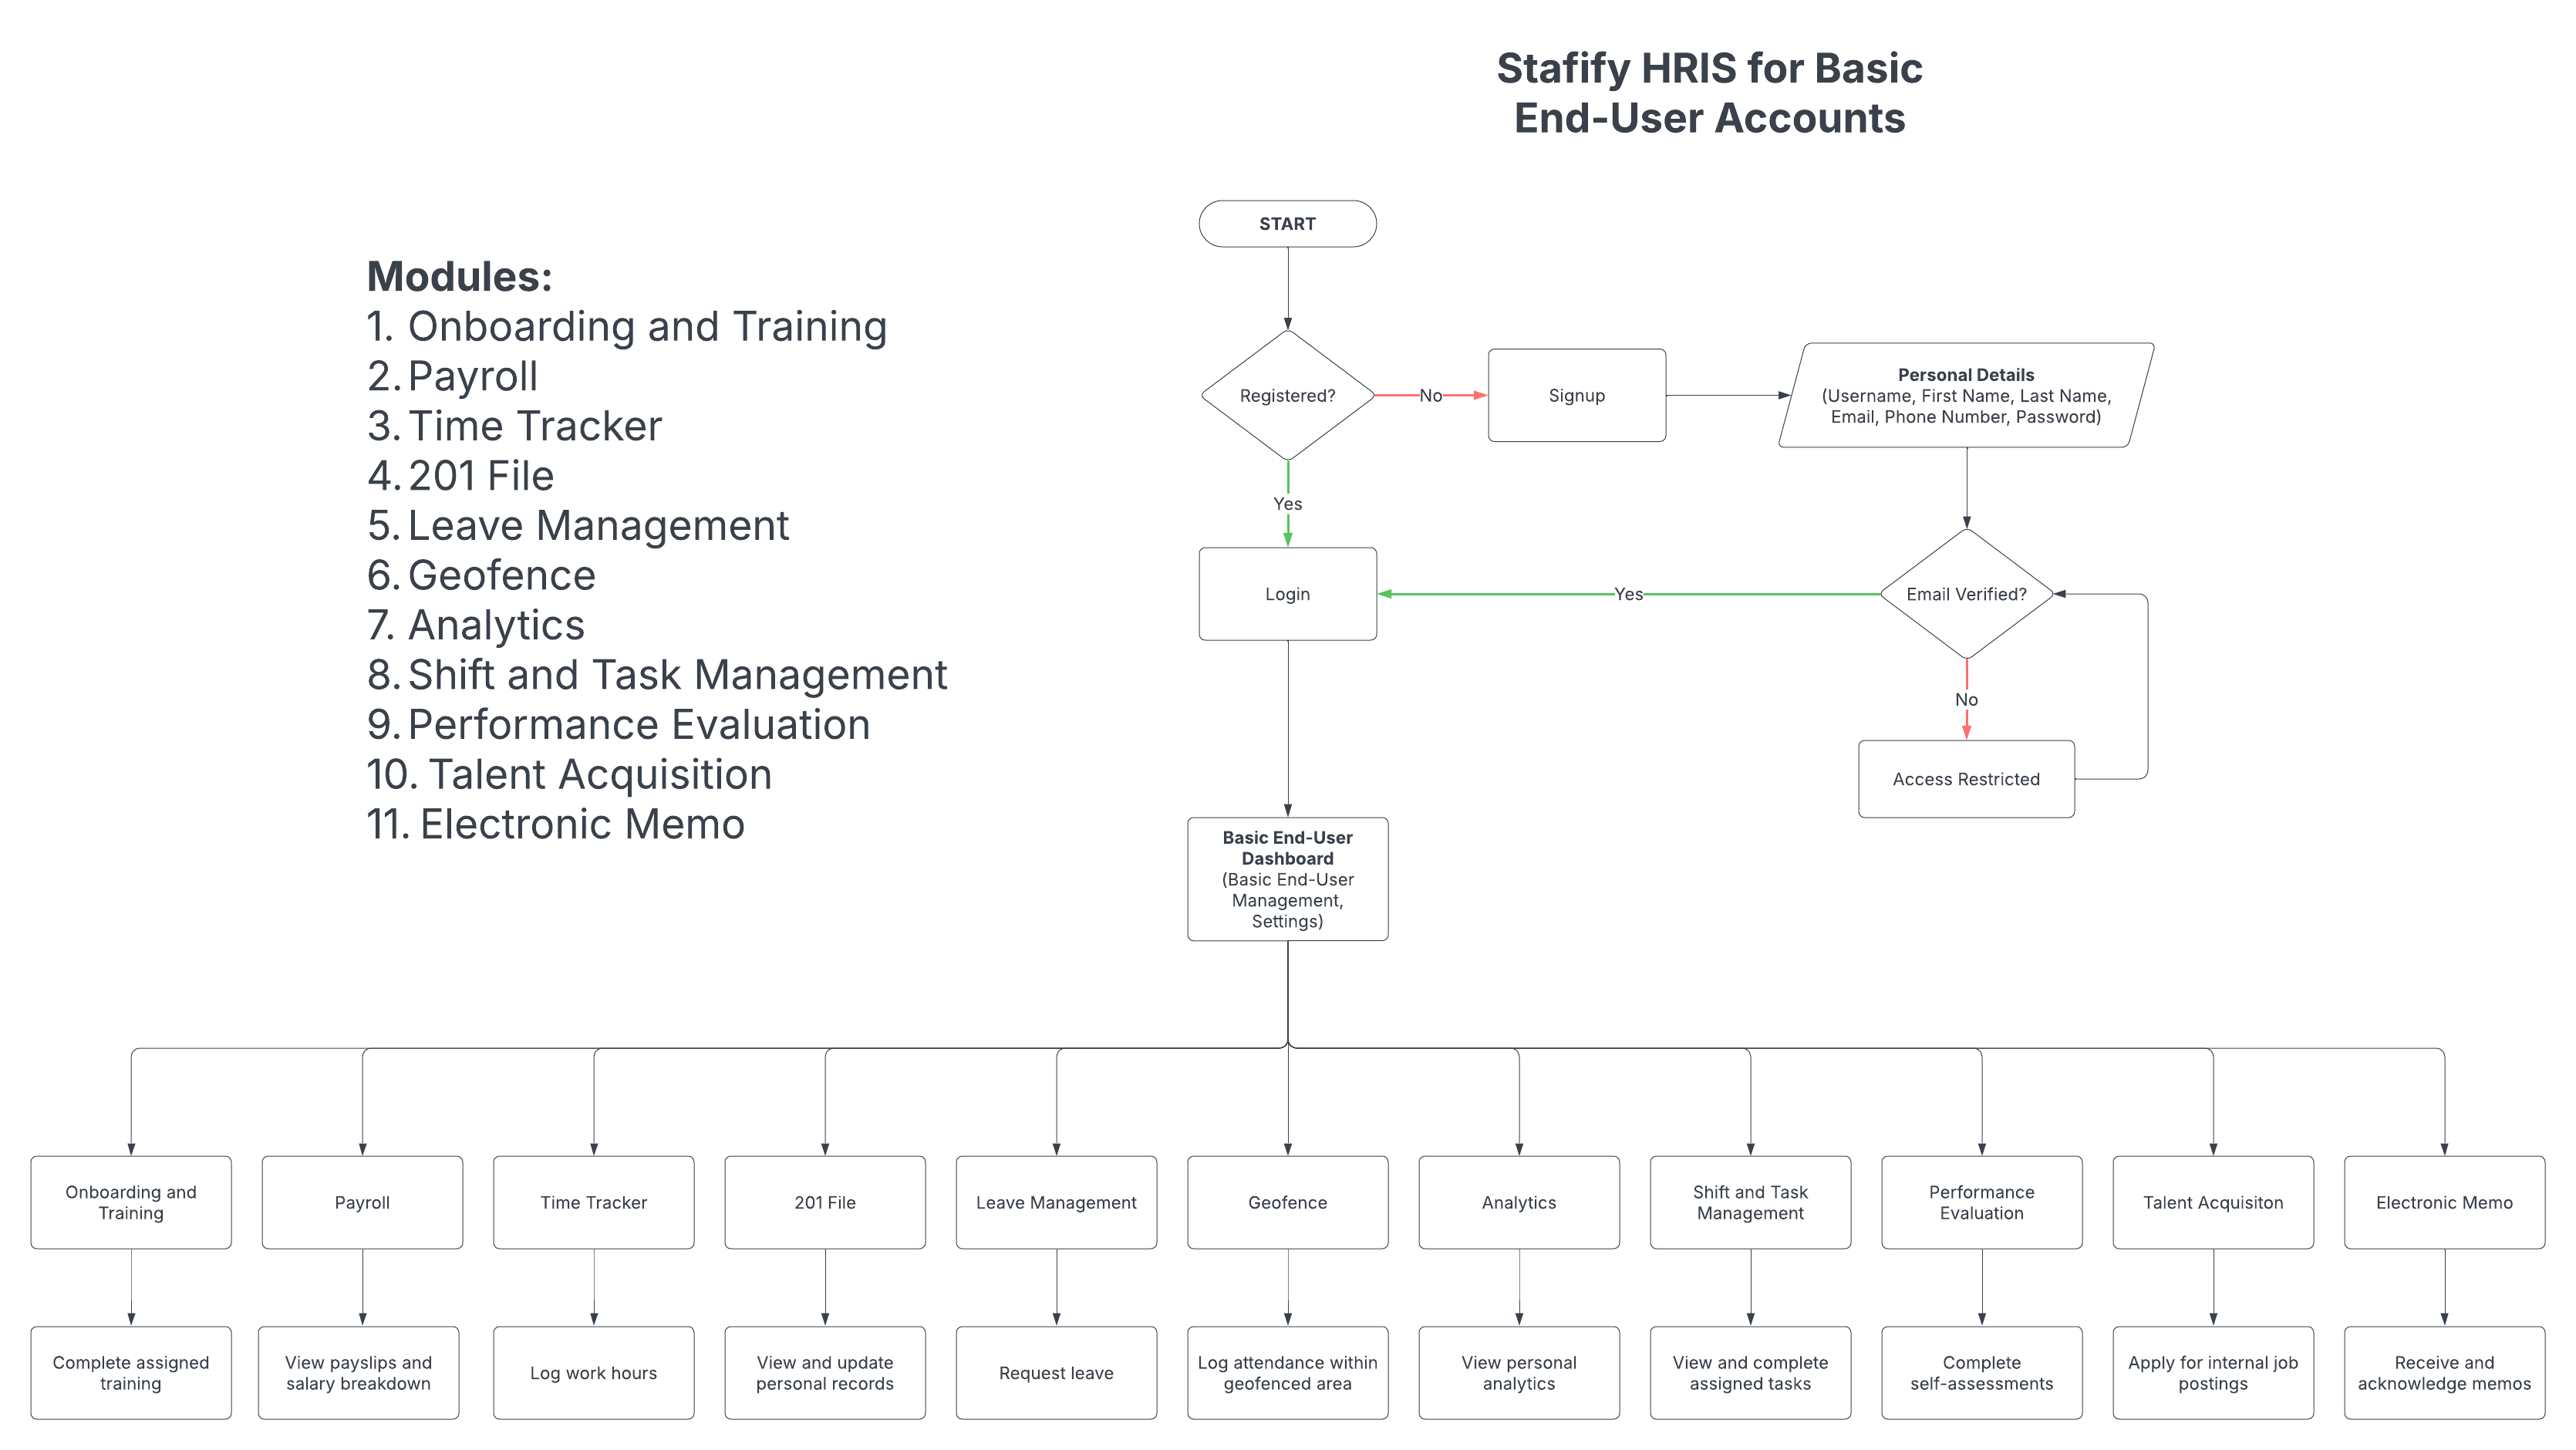 Stafify HRIS for Basic
End-User Accounts
START
Modules:
1. Onboarding and Training
2. Payroll
3. Time Tracker
4. 201 File
5. Leave Management
6. Geofence
7. Analytics
8. Shift and Task Management
9. Performance Evaluation
10. Talent Acquisition
11. Electronic Memo
Registered?
No
Signup
Personal Details
(Username, First Name, Last Name,
Email, Phone Number, Password)
Yes
Login
Yes
Email Verified?
No
Access Restricted
Basic End-User
Dashboard
(Basic End-User
Management,
Settings)
Onboarding and
Training
Payroll
Time Tracker
201 File
Leave Management
Geofence
Analytics
Shift and Task
Management
Performance
Evaluation
Talent Acquisiton
Electronic Memo
Complete assigned
training
View payslips and
salary breakdown
Log work hours
View and update
personal records
Request leave
Log attendance within
geofenced area
View personal
analytics
View and complete
assigned tasks
Complete
self-assessments
Apply for internal job
postings
Receive and
acknowledge memos